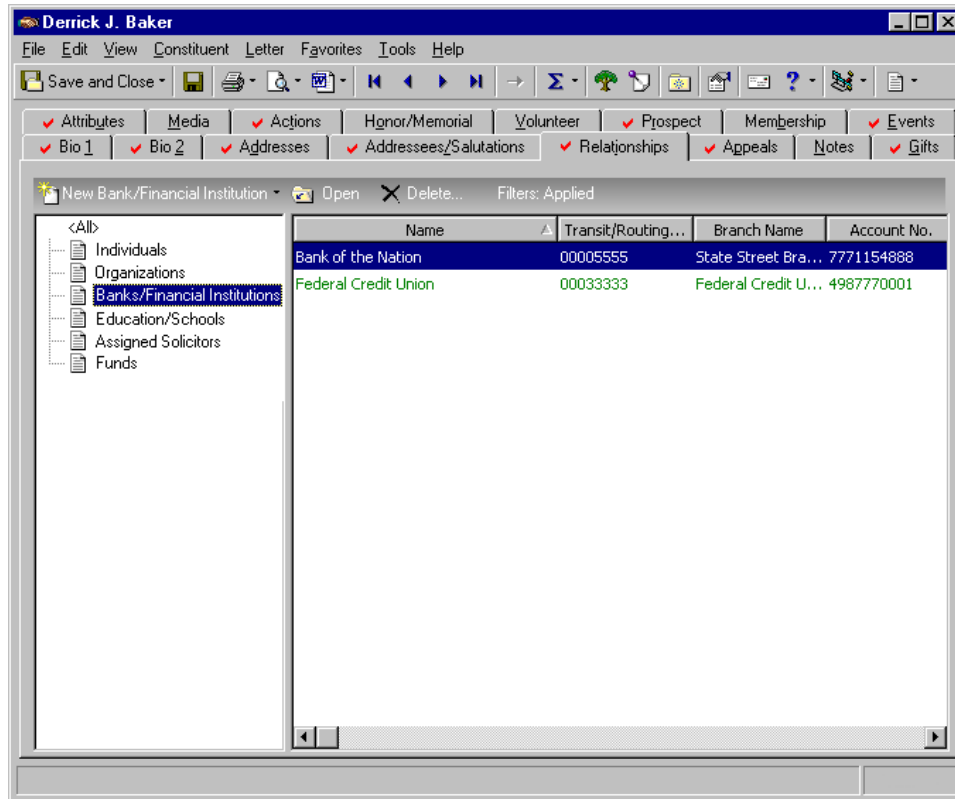 Derrick J. Baker
File Edit View Constituent Letter Favorites Tools Help
Save and Close
Attributes Media Actions Honor/Memorial Volunteer Prospect Membership Events
Bio 1 Bio 2 Addresses Addressees/Salutations Relationships Appeals Notes Gifts
New Bank/Financial Institution Open Delete... Filters: Applied
<All> Name Transit/Routing... Branch Name Account No.
Individuals Bank of the Nation 00005555 State Street Bra... 7771154888
Organizations
Banks/Financial Institutions Federal Credit Union 00033333 Federal Credit U... 4987770001
Education/Schools
Assigned Solicitors
Funds